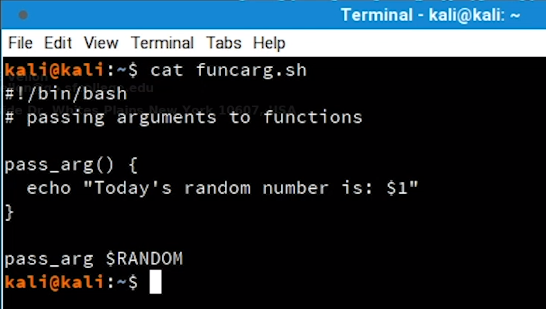 Terminal - kali@kali: ~
File Edit View Terminal Tabs Help
kali@kali:~$ cat funcarg.sh
#!/bin/bash
# passing arguments to functions
pass_arg() {
echo "Today's random number is: $1"
}
pass_arg $RANDOM
kali@kali:~$